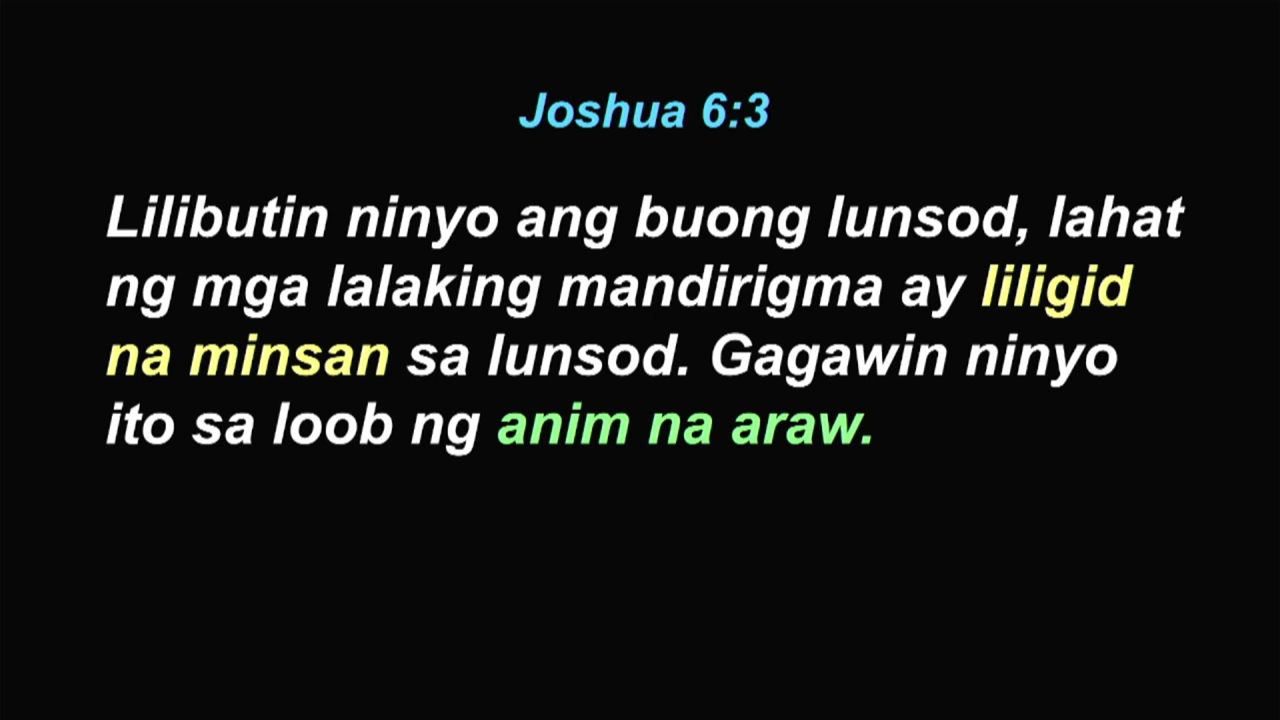 Joshua 6:3
Lilibutin ninyo ang buong lunsod, lahat
ng mga lalaking mandirigma ay liligid
na minsan sa lunsod. Gagawin ninyo
ito sa loob ng anim na araw.